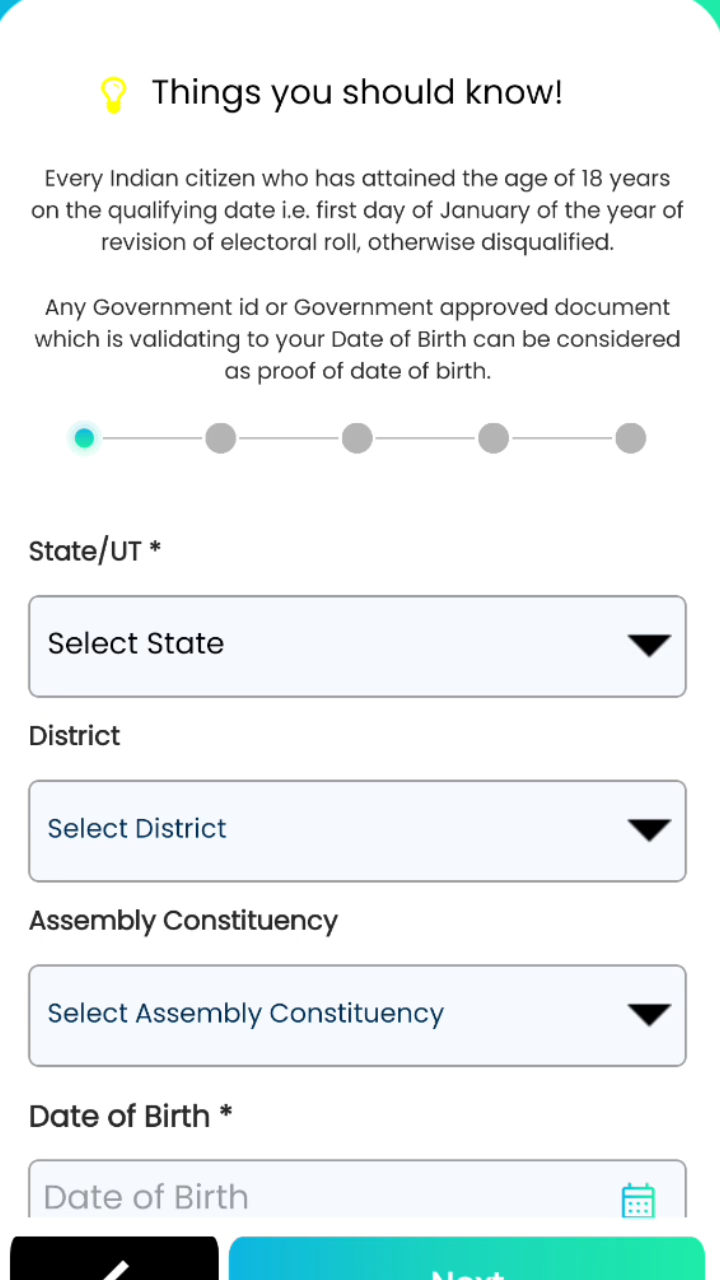 Things you should know!
Every Indian citizen who has attained the age of 18 years
on the qualifying date i.e. first day of January of the year of
revision of electoral roll, otherwise disqualified.
Any Government id or Government approved document
which is validating to your Date of Birth can be considered
as proof of date of birth.
State/UT *
Select State
District
Select District
Assembly Constituency
Select Assembly Constituency
Date of Birth *
Date of Birth
Next